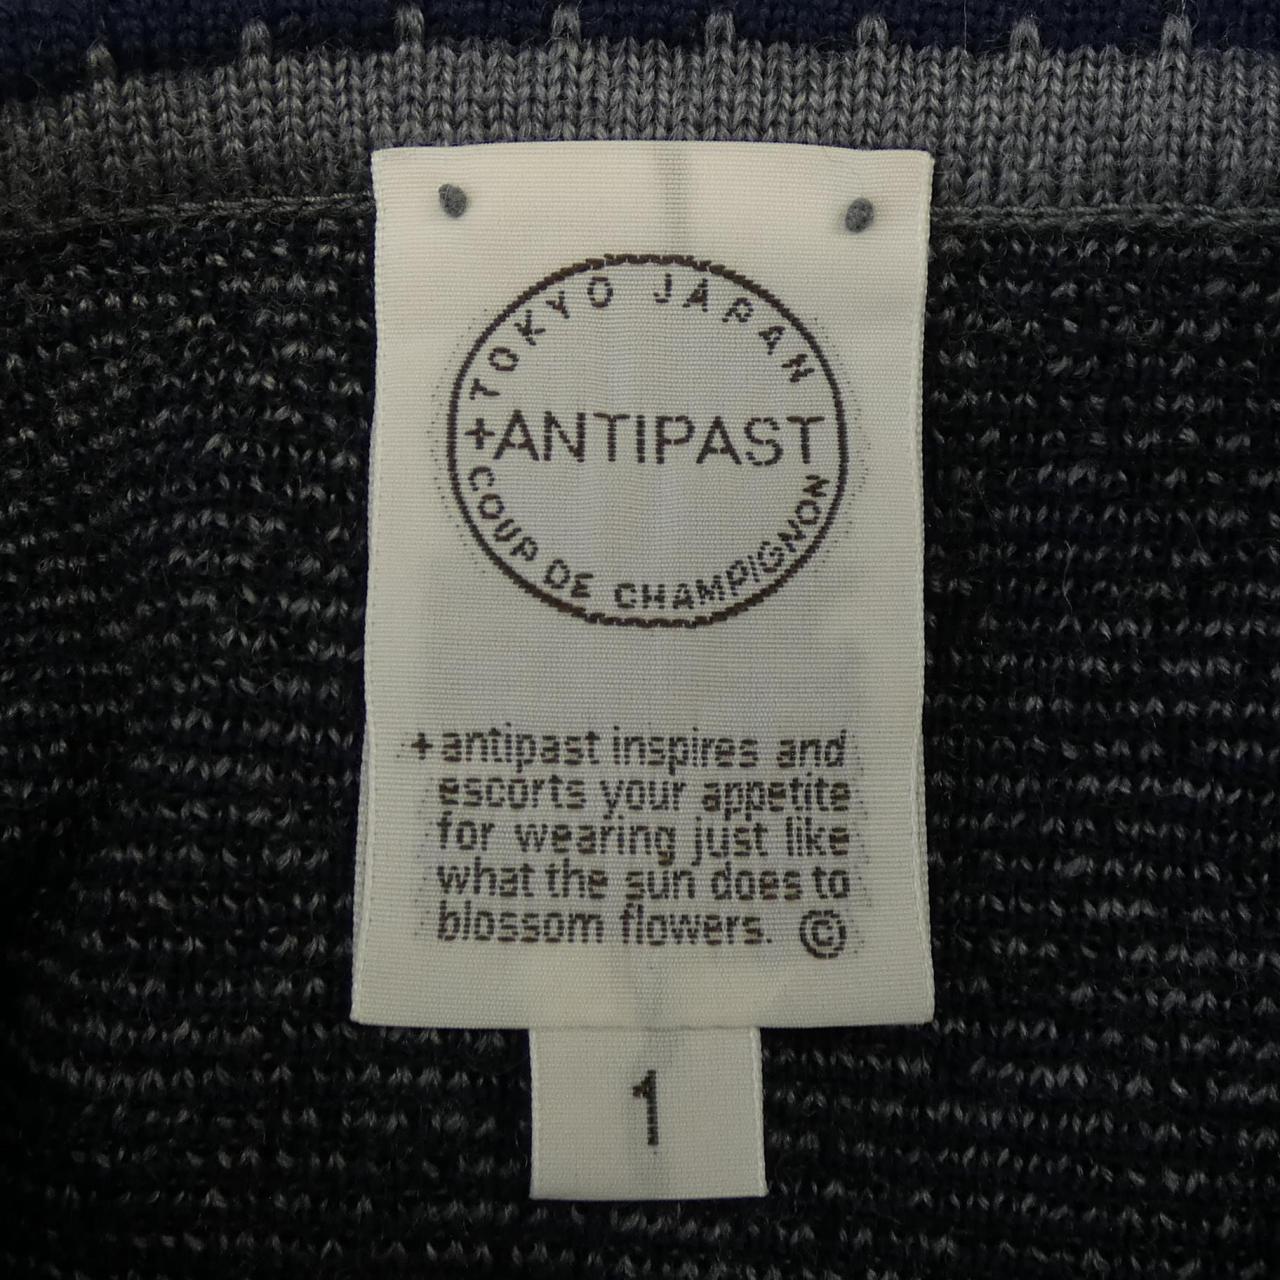 TOKYO JAPAN
+ANTIPAST
COUP DE CHAMPIGNON
+antipast inspires and
escorts your appetite
for wearing just like
what the sun does to
blossom flowers. ©
1